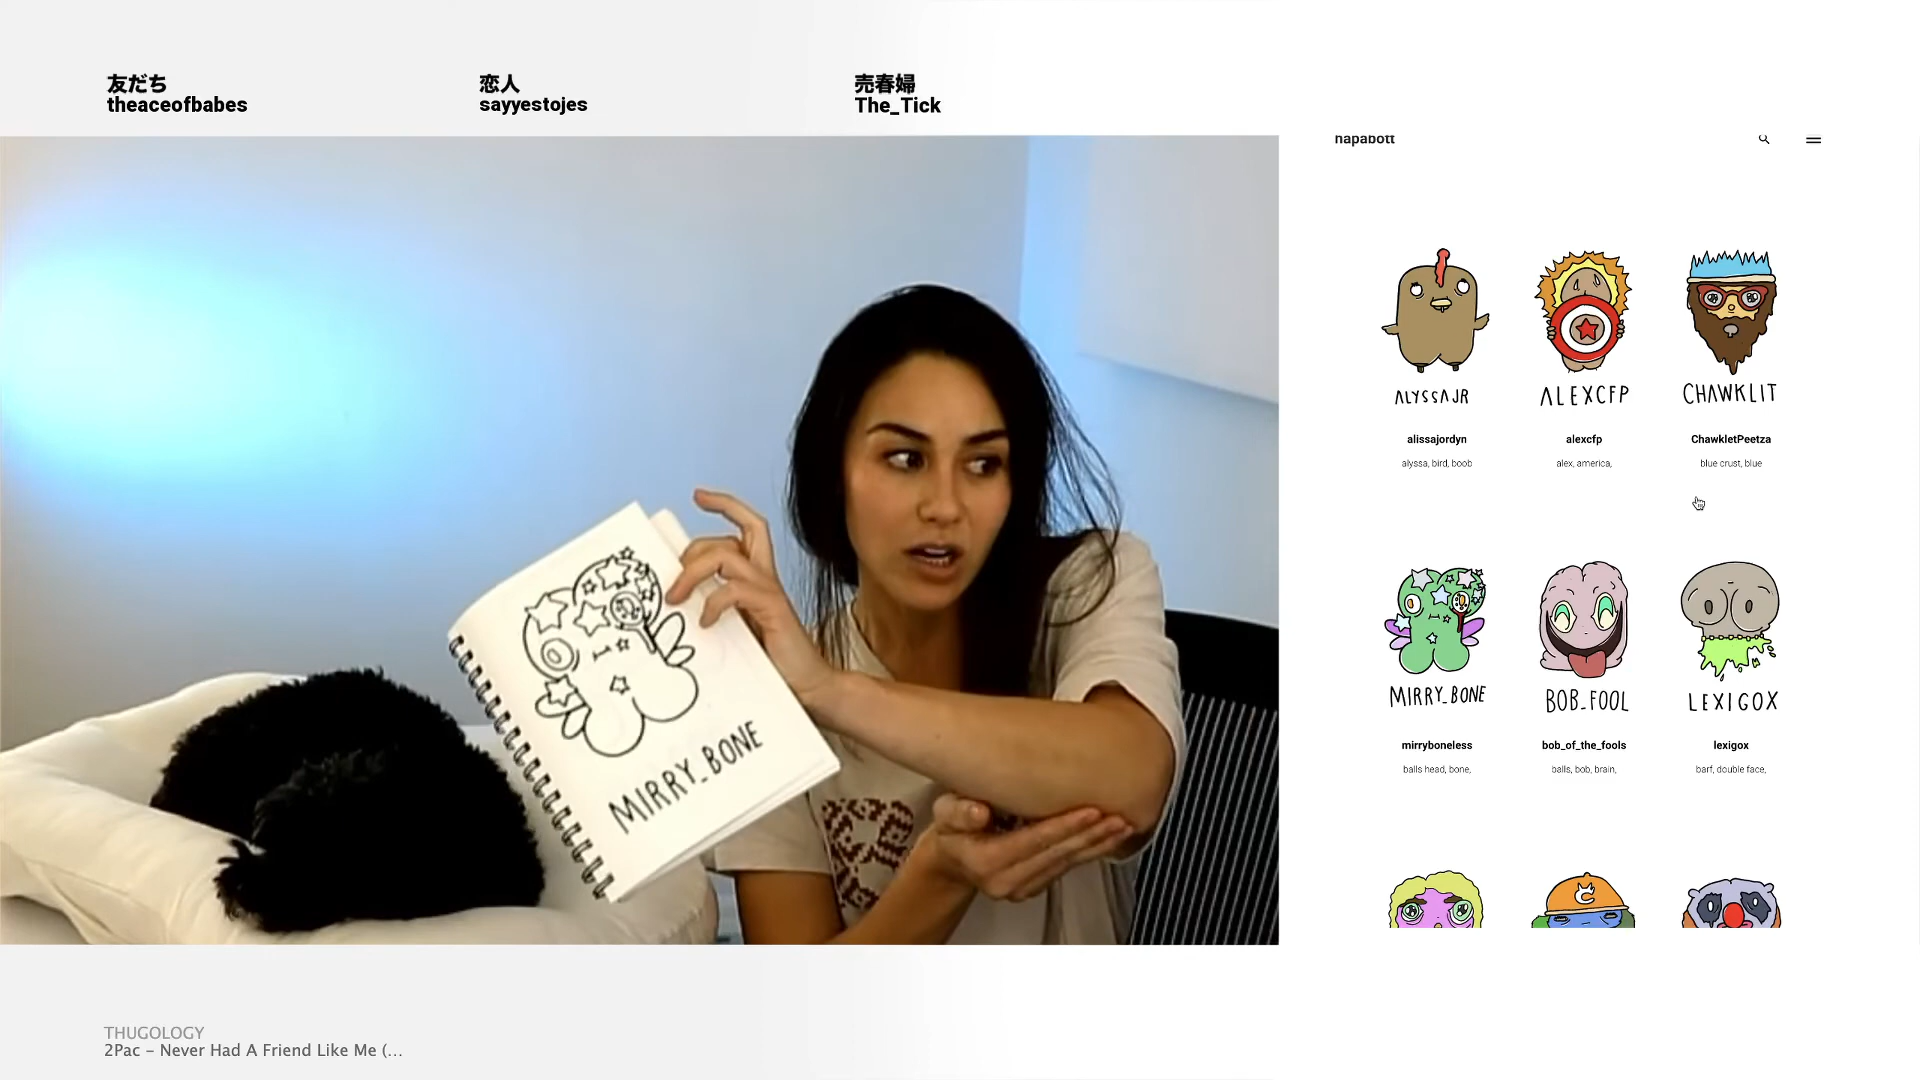 友だち
theaceofbabes
恋人
sayyestojes
売春婦
The_Tick
hapabott
ALYSSAJR
ALEXCFP
CHAWKLIT
alissajordyn
alexcfp
ChawkletPeetza
alyssa, bird, boob
alex, america,
blue crust, blue
MIRRY_BONE
MIRRY_BONE
BOB_FOOL
LEXIGOX
mirryboneless
bob_of_the_fools
lexigox
balls head, bone,
balls, bob, brain,
barf, double face,
THUGOLOGY
2Pac - Never Had A Friend Like Me (...